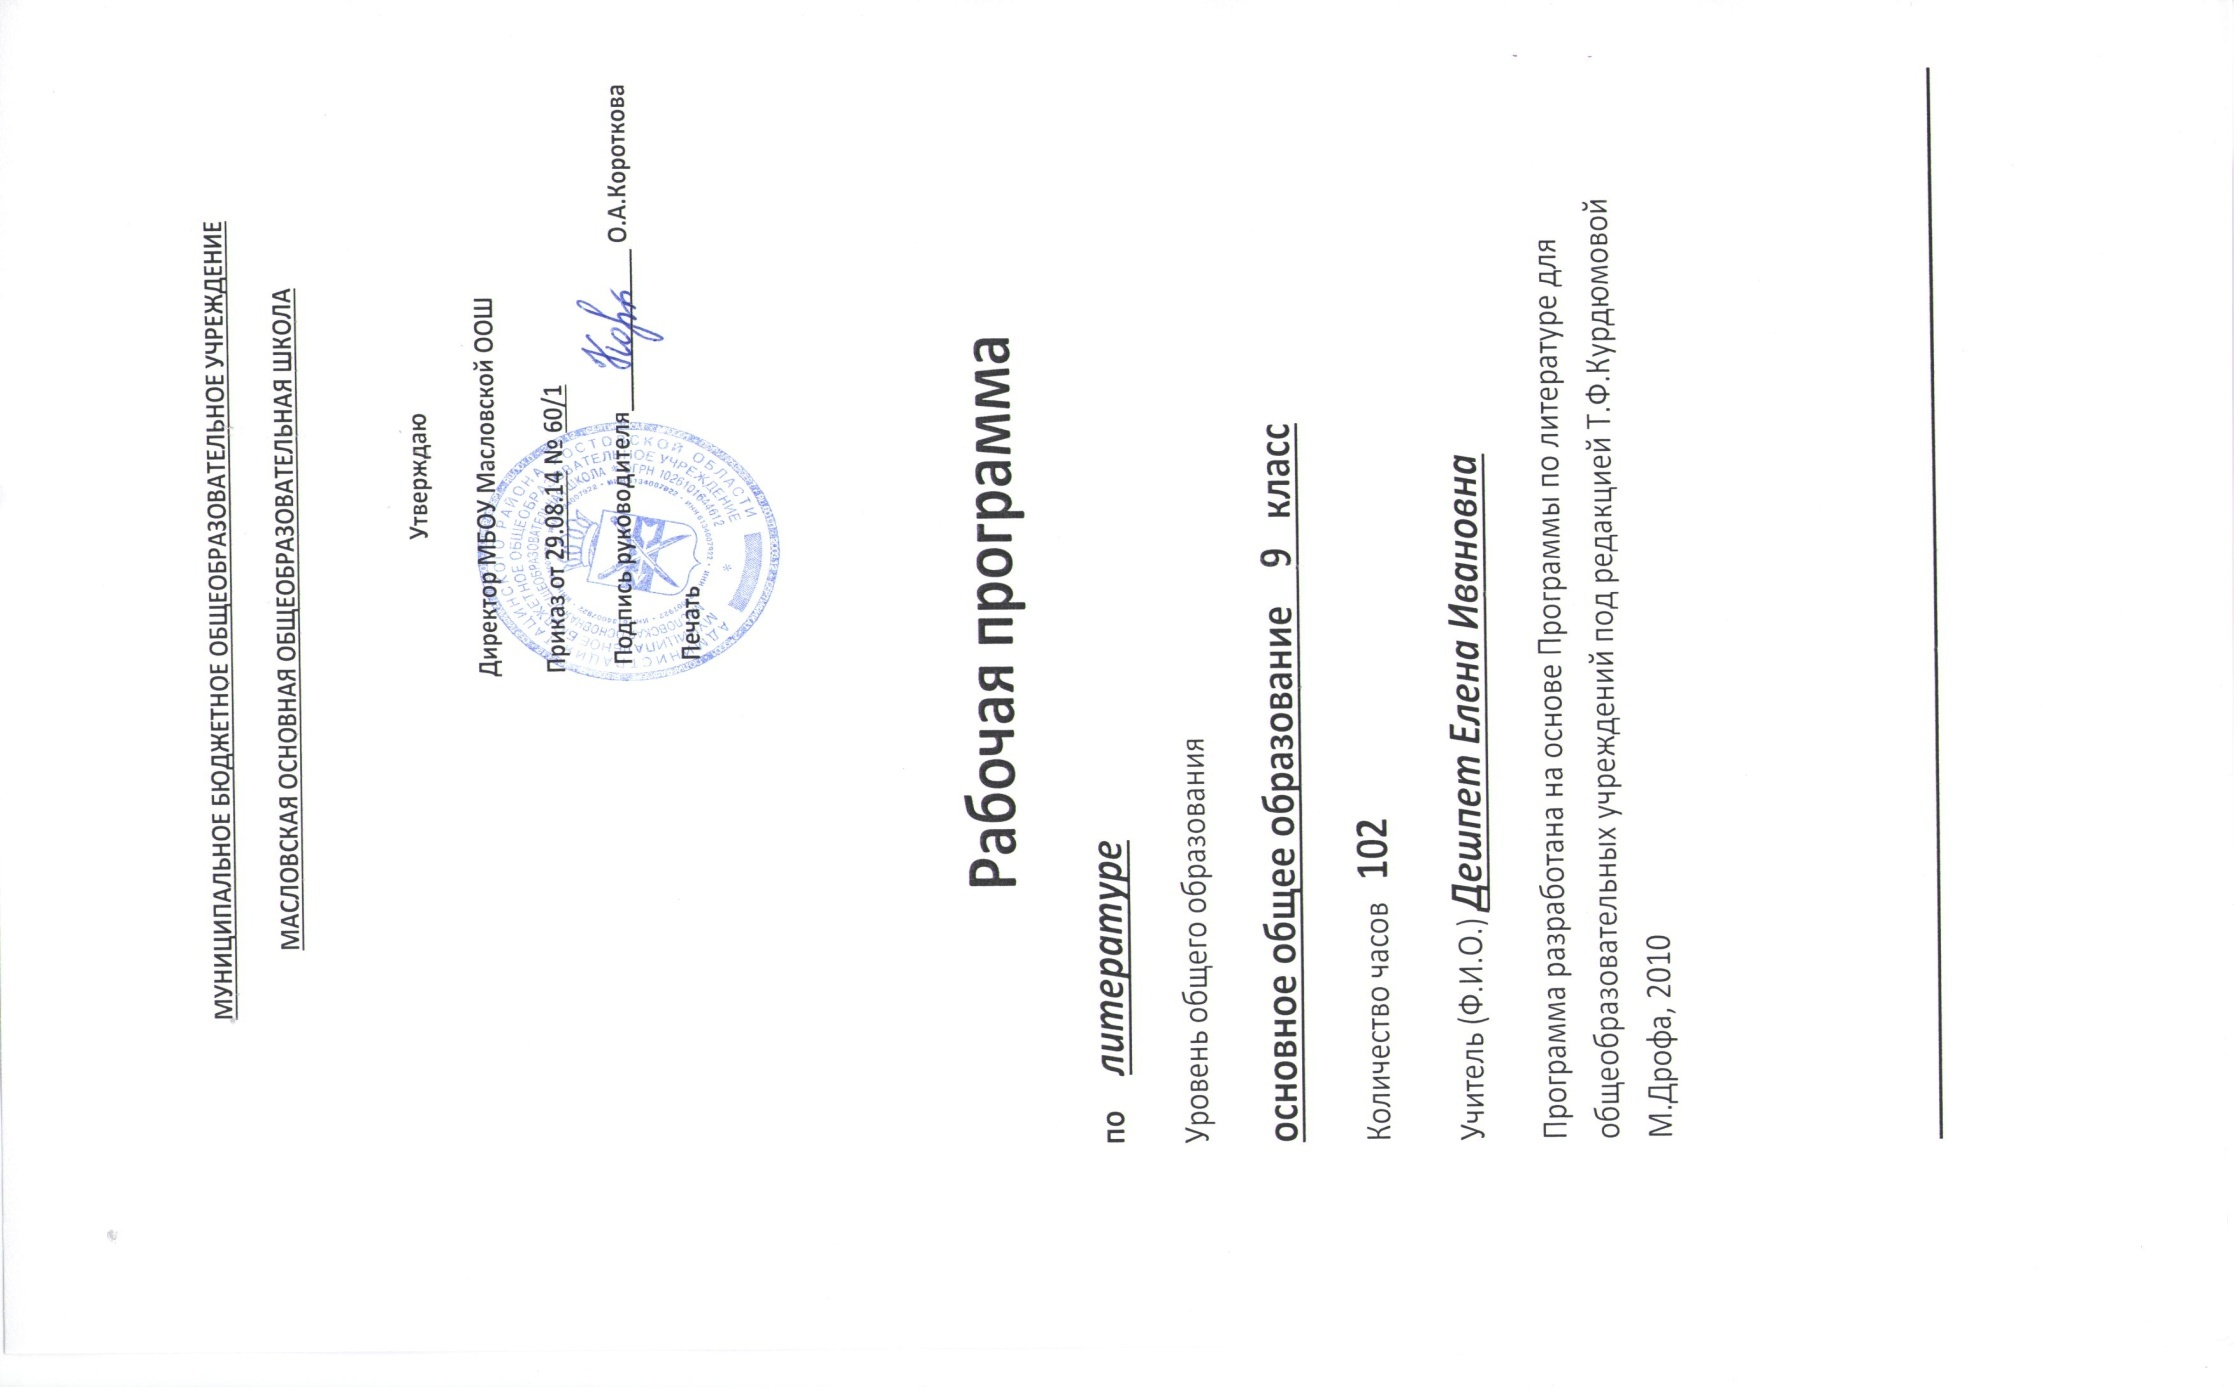 МУНИЦИПАЛЬНОЕ БЮДЖЕТНОЕ ОБЩЕОБРАЗОВАТЕЛЬНОЕ УЧРЕЖДЕНИЕ
МАСЛОВСКАЯ ОСНОВНАЯ ОБЩЕОБРАЗОВАТЕЛЬНАЯ ШКОЛА
Утверждаю
Директор МБОУ Масловской ООШ
Приказ от 29.08.14 № 60/1
Подпись руководителя О.А.Короткова
Печать
Рабочая программа
по литературе
Уровень общего образования
основное общее образование 9 класс
Количество часов 102
Учитель (Ф.И.О.) Дешпет Елена Ивановна
Программа разработана на основе Программы по литературе для
общеобразовательных учреждений под редакцией Т.Ф.Курдюмовой
М.Дрофа, 2010